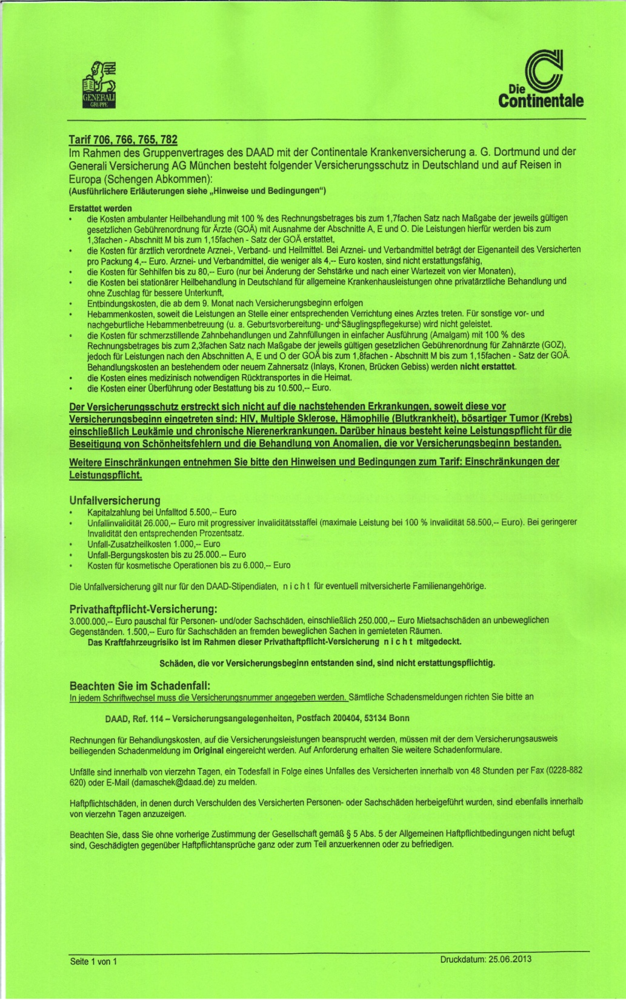 GENERALI
GRUPPE
Die
Continentale
Tarif 706, 766, 765, 782
Im Rahmen des Gruppenvertrages des DAAD mit der Continentale Krankenversicherung a. G. Dortmund und der
Generali Versicherung AG München besteht folgender Versicherungsschutz in Deutschland und auf Reisen in
Europa (Schengen Abkommen):
(Ausführlichere Erläuterungen siehe „Hinweise und Bedingungen“)
Erstattet werden
• die Kosten ambulanter Heilbehandlung mit 100 % des Rechnungsbetrages bis zum 1,7fachen Satz nach Maßgabe der jeweils gültigen
gesetzlichen Gebührenordnung für Ärzte (GOÄ) mit Ausnahme der Abschnitte A, E und O. Die Leistungen hierfür werden bis zum
1,3fachen - Abschnitt M bis zum 1,15fachen - Satz der GOÄ erstattet,
• die Kosten für ärztlich verordnete Arznei-, Verband- und Heilmittel. Bei Arznei- und Verbandmittel beträgt der Eigenanteil des Versicherten
pro Packung 4,-- Euro. Arznei- und Verbandmittel, die weniger als 4,-- Euro kosten, sind nicht erstattungsfähig,
• die Kosten für Sehhilfen bis zu 80,-- Euro (nur bei Änderung der Sehstärke und nach einer Wartezeit von vier Monaten),
• die Kosten bei stationärer Heilbehandlung in Deutschland für allgemeine Krankenhausleistungen ohne privatärztliche Behandlung und
ohne Zuschlag für bessere Unterkunft,
• Entbindungskosten, die ab dem 9. Monat nach Versicherungsbeginn erfolgen
• Hebammenkosten, soweit die Leistungen an Stelle einer entsprechenden Verrichtung eines Arztes treten. Für sonstige vor- und
nachgeburtliche Hebammenbetreuung (u. a. Geburtsvorbereitung- und Säuglingspflegekurse) wird nicht geleistet.
• die Kosten für schmerzstillende Zahnbehandlungen und Zahnfüllungen in einfacher Ausführung (Amalgam) mit 100 % des
Rechnungsbetrages bis zum 2,3fachen Satz nach Maßgabe der jeweils gültigen gesetzlichen Gebührenordnung für Zahnärzte (GOZ),
jedoch für Leistungen nach den Abschnitten A, E und O der GOÄ bis zum 1,8fachen - Abschnitt M bis zum 1,15fachen - Satz der GOÄ.
Behandlungskosten an bestehendem oder neuem Zahnersatz (Inlays, Kronen, Brücken Gebiss) werden nicht erstattet.
• die Kosten eines medizinisch notwendigen Rücktransportes in die Heimat.
• die Kosten einer Überführung oder Bestattung bis zu 10.500,-- Euro.
Der Versicherungsschutz erstreckt sich nicht auf die nachstehenden Erkrankungen, soweit diese vor
Versicherungsbeginn eingetreten sind: HIV, Multiple Sklerose, Hämophilie (Blutkrankheit), bösartiger Tumor (Krebs)
einschließlich Leukämie und chronische Nierenerkrankungen. Darüber hinaus besteht keine Leistungspflicht für die
Beseitigung von Schönheitsfehlern und die Behandlung von Anomalien, die vor Versicherungsbeginn bestanden.
Weitere Einschränkungen entnehmen Sie bitte den Hinweisen und Bedingungen zum Tarif: Einschränkungen der
Leistungspflicht.
Unfallversicherung
• Kapitalzahlung bei Unfalltod 5.500,-- Euro
• Unfallinvalidität 26.000,-- Euro mit progressiver Invaliditätsstaffel (maximale Leistung bei 100 % Invalidität 58.500,-- Euro). Bei geringerer
Invalidität den entsprechenden Prozentsatz.
• Unfall-Zusatzheilkosten 1.000,-- Euro
• Unfall-Bergungskosten bis zu 25.000.-- Euro
• Kosten für kosmetische Operationen bis zu 6.000,-- Euro
Die Unfallversicherung gilt nur für den DAAD-Stipendiaten, n i c h t für eventuell mitversicherte Familienangehörige.
Privathaftpflicht-Versicherung:
3.000.000,-- Euro pauschal für Personen- und/oder Sachschäden, einschließlich 250.000,-- Euro Mietsachschäden an unbeweglichen
Gegenständen. 1.500,-- Euro für Sachschäden an fremden beweglichen Sachen in gemieteten Räumen.
Das Kraftfahrzeugrisiko ist im Rahmen dieser Privathaftpflicht-Versicherung n i c h t mitgedeckt.
Schäden, die vor Versicherungsbeginn entstanden sind, sind nicht erstattungspflichtig.
Beachten Sie im Schadenfall:
In jedem Schriftwechsel muss die Versicherungsnummer angegeben werden. Sämtliche Schadensmeldungen richten Sie bitte an
DAAD, Ref. 114 – Versicherungsangelegenheiten, Postfach 200404, 53134 Bonn
Rechnungen für Behandlungskosten, auf die Versicherungsleistungen beansprucht werden, müssen mit der dem Versicherungsausweis
beiliegenden Schadenmeldung im Original eingereicht werden. Auf Anforderung erhalten Sie weitere Schadenformulare.
Unfälle sind innerhalb von vierzehn Tagen, ein Todesfall in Folge eines Unfalles des Versicherten innerhalb von 48 Stunden per Fax (0228-882
620) oder E-Mail (damaschek@daad.de) zu melden.
Haftpflichtschäden, in denen durch Verschulden des Versicherten Personen- oder Sachschäden herbeigeführt wurden, sind ebenfalls innerhalb
von vierzehn Tagen anzuzeigen.
Beachten Sie, dass Sie ohne vorherige Zustimmung der Gesellschaft gemäß § 5 Abs. 5 der Allgemeinen Haftpflichtbedingungen nicht befugt
sind, Geschädigten gegenüber Haftpflichtansprüche ganz oder zum Teil anzuerkennen oder zu befriedigen.
Seite 1 von 1
Druckdatum: 25.06.2013